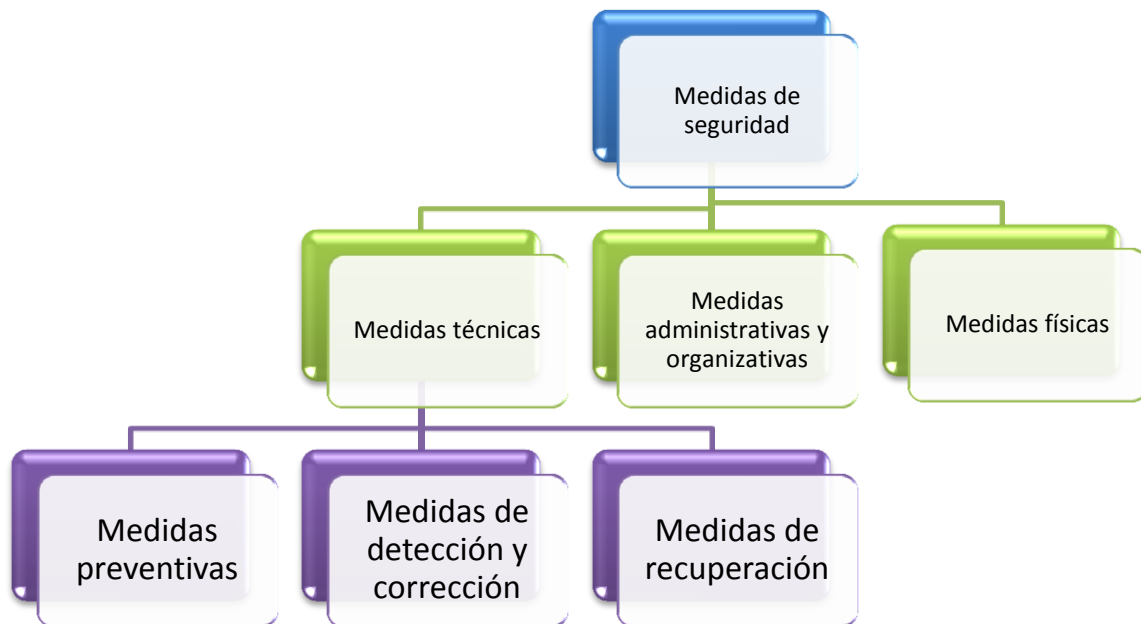 Medidas de
seguridad
Medidas técnicas
Medidas
administrativas y
organizativas
Medidas físicas
Medidas
preventivas
Medidas de
detección y
corrección
Medidas de
recuperación